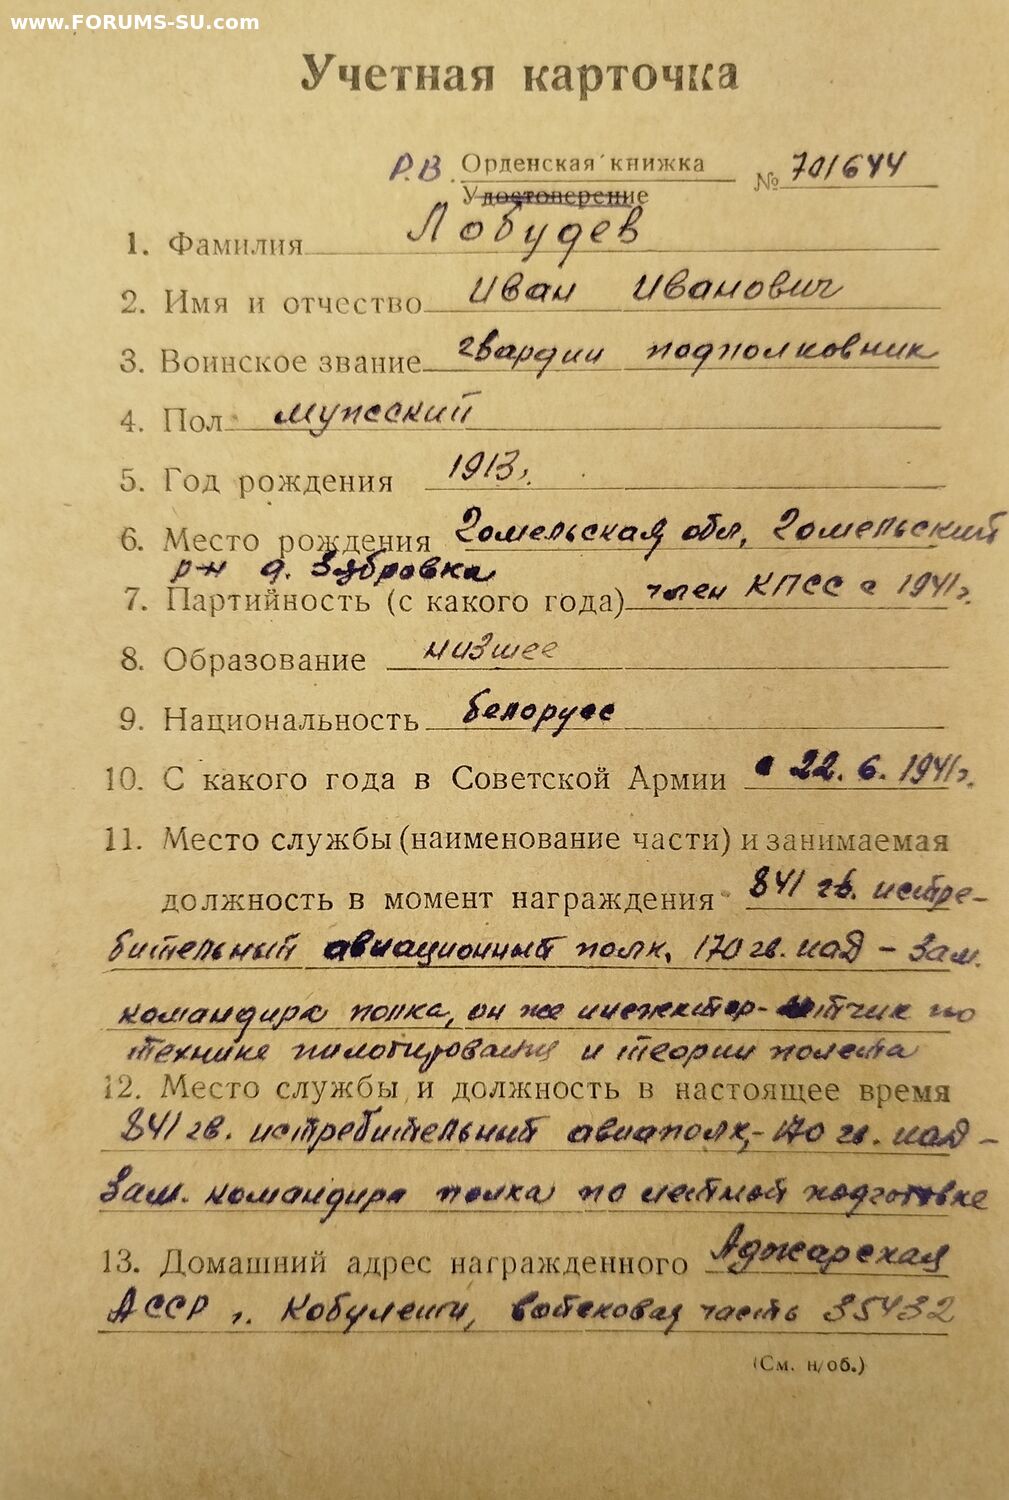 www.FORUMS-SU.com
Учетная карточка
Р.В. Орденская книжка № 701644
Удостоверение
1. Фамилия Лобудев
2. Имя и отчество Иван Иванович
3. Воинское звание гвардии подполковник
4. Пол мужской
5. Год рождения 1913г.
6. Место рождения Гомельская обл, Гомельский
р-н д. Зябровка
7. Партийность (с какого года) член КПСС с 1941г.
8. Образование низшее
9. Национальность белорусс
10. С какого года в Советской Армии с 22. 6. 1941г.
11. Место службы (наименование части) и занимаемая
должность в момент награждения 841 гв. истре-
бительный авиационный полк, 170 гв. иад - Зам.
командира полка, он же инспектор-летчик по
технике пилотирования и теории полета
12. Место службы и должность в настоящее время
841 гв. истребительный авиаполк, - 170 гв. иад -
Зам. командира полка по летной подготовке
13. Домашний адрес награжденного Аджарская
АССР г. Кобулети, войсковая часть 35432
(См. н/об.)